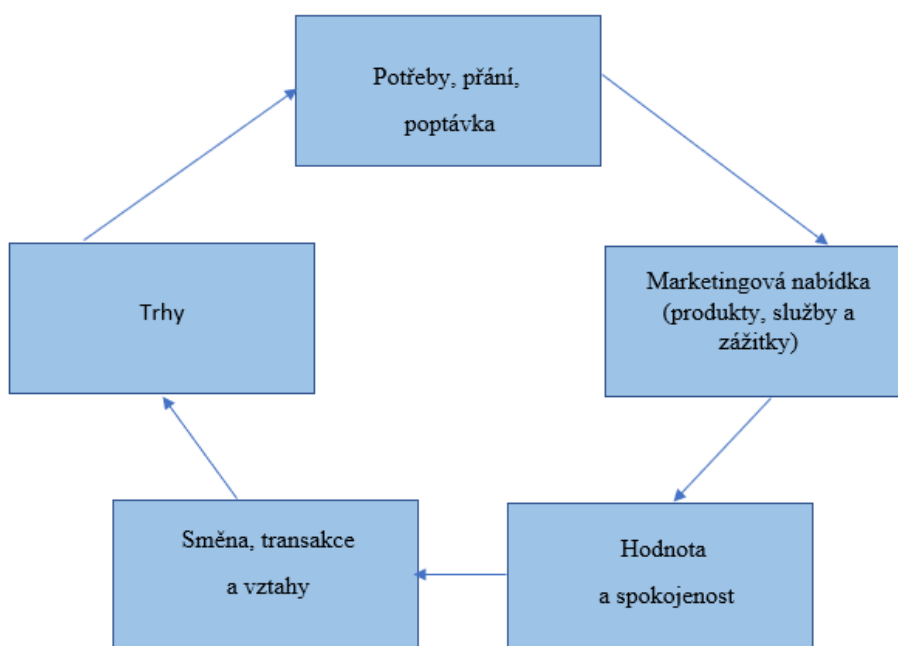 Potřeby, přání,
poptávka
Trhy
Marketingová nabídka
(produkty, služby a
zážitky)
Směna, transakce
a vztahy
Hodnota
a spokojenost